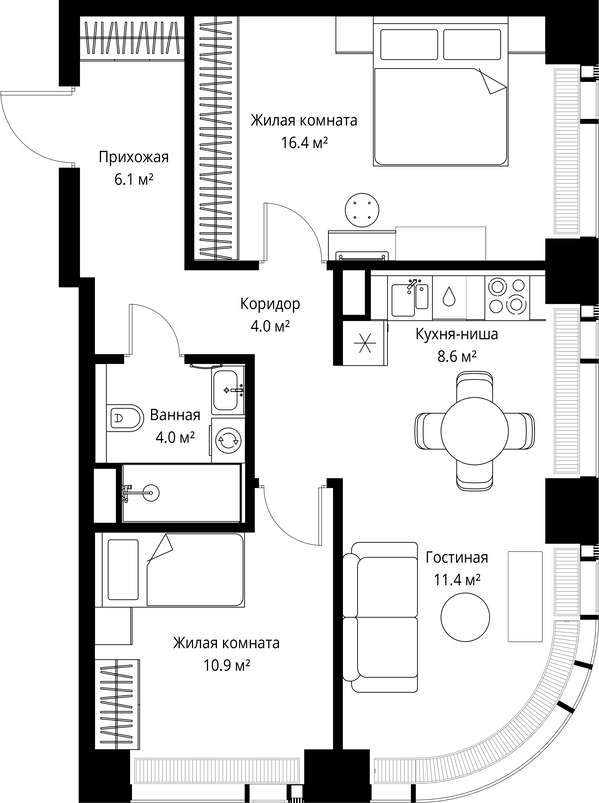 Жилая комната
16.4 м²
Прихожая
6.1 м²
Коридор
4.0 м²
Кухня-ниша
8.6 м²
Ванная
4.0 м²
Гостиная
11.4 м²
Жилая комната
10.9 м²